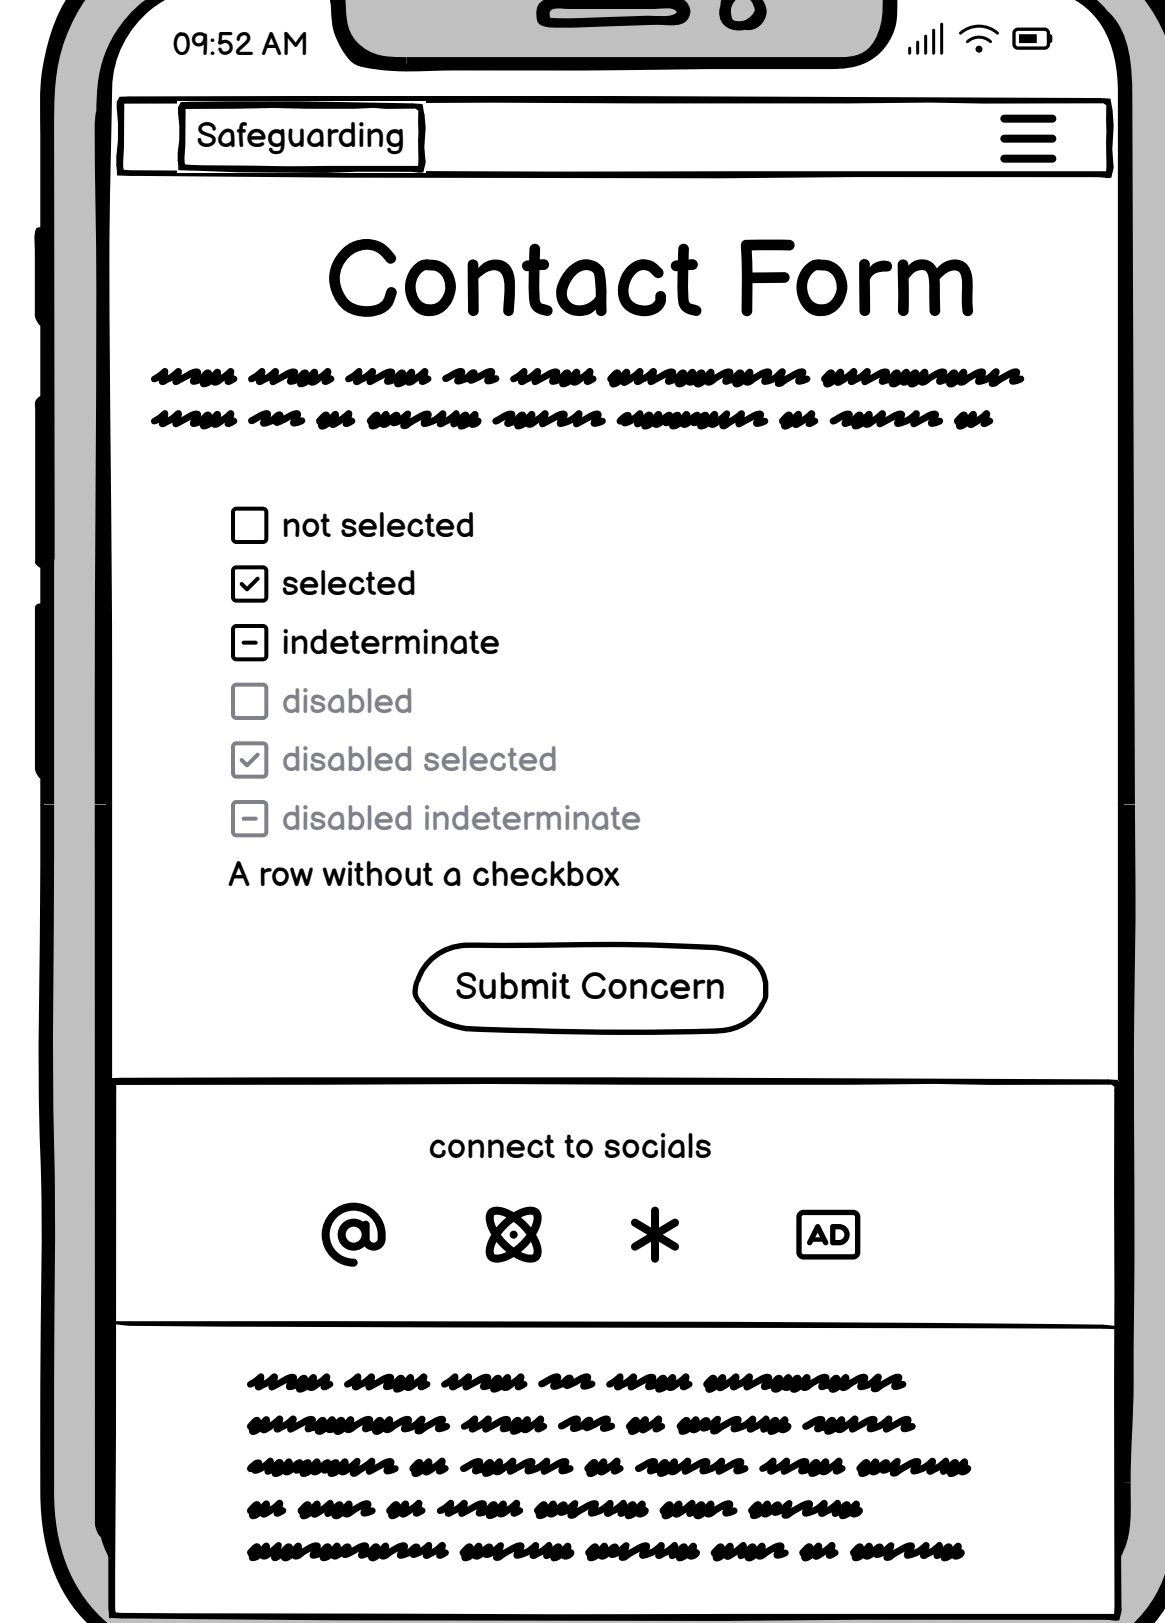 09:52 AM
Safeguarding
Contact Form
not selected
selected
indeterminate
disabled
disabled selected
disabled indeterminate
A row without a checkbox
Submit Concern
connect to socials
@
AD